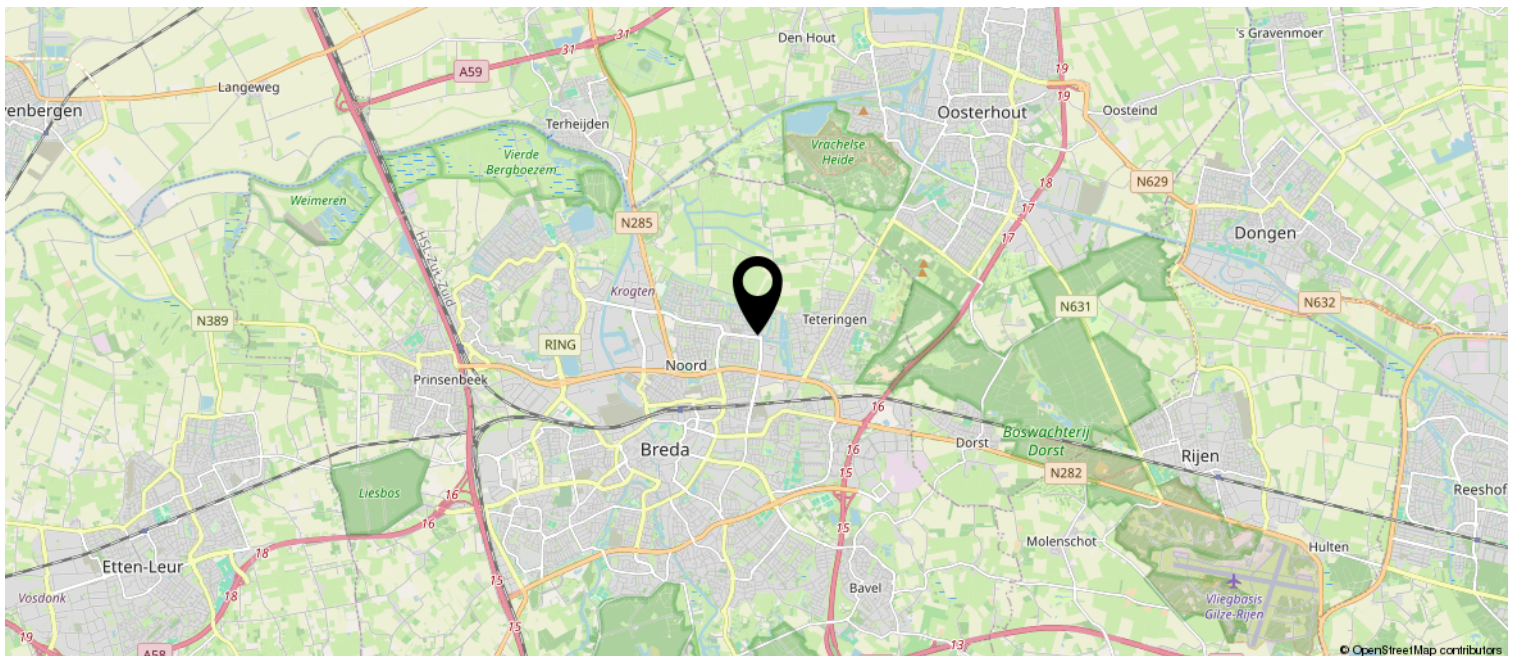 31
31
A59
Den Hout
's Gravenmoer
Langeweg
19
19
venbergen
Terheijden
Oosterhout
Oosteind
Vierde
Bergboezem
Vrachelse
Heide
Weimeren
18
N629
N285
17
17
Dongen
HSL-Zuid
Krogten
N389
RING
Teteringen
N631
N632
Noord
Prinsenbeek
16
Breda
Dorst
Boswachterij
Dorst
Rijen
16
15
N282
Liesbos
16
16
Reeshof
15
18
Molenschot
Hulten
Etten-Leur
15
Bavel
Vosdonk
18
Vliegbasis
Gilze-Rijen
19
15
13
A58
© OpenStreetMap contributors